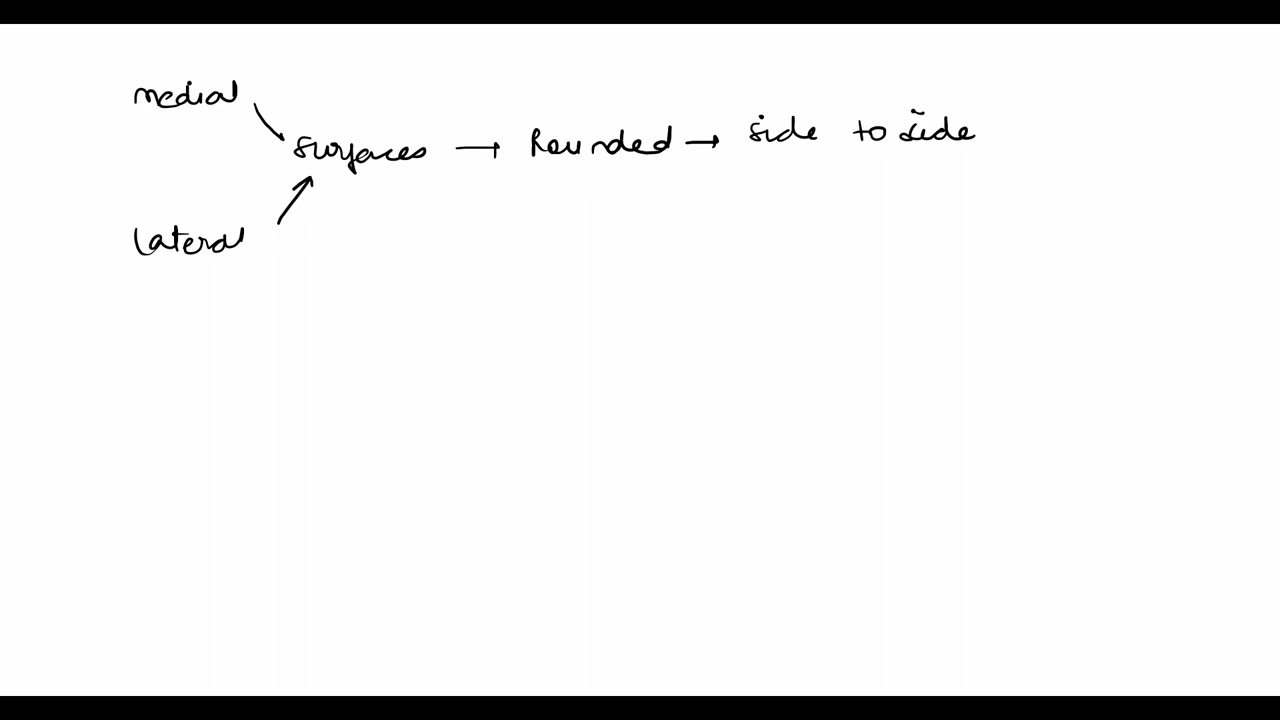 medial
surfaces → Rounded → side to side
lateral